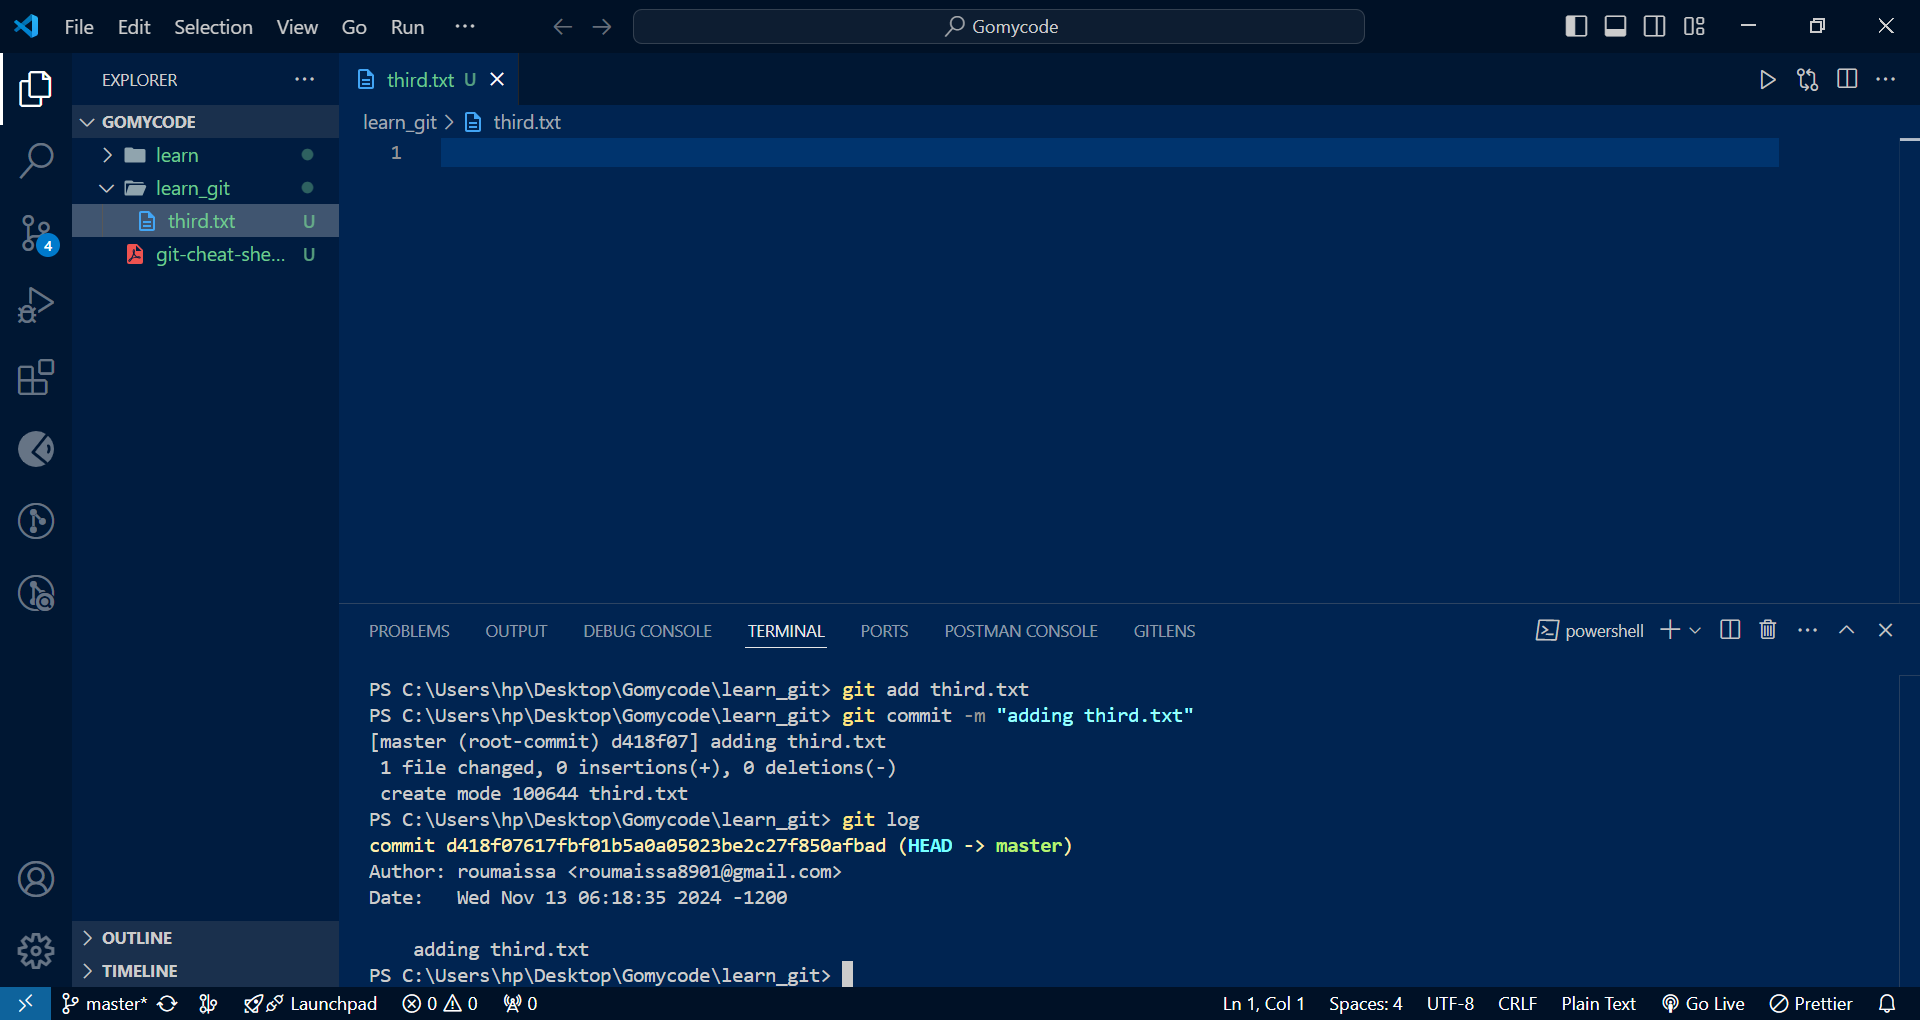 File Edit Selection View Go Run ··· Gomycode
EXPLORER ···
GOMYCODE
learn
learn_git
third.txt U
git-cheat-she... U
4
OUTLINE
TIMELINE
third.txt U
learn_git > third.txt
1
PROBLEMS OUTPUT DEBUG CONSOLE TERMINAL PORTS POSTMAN CONSOLE GITLENS powershell
PS C:\Users\hp\Desktop\Gomycode\learn_git> git add third.txt
PS C:\Users\hp\Desktop\Gomycode\learn_git> git commit -m "adding third.txt"
[master (root-commit) d418f07] adding third.txt
 1 file changed, 0 insertions(+), 0 deletions(-)
 create mode 100644 third.txt
PS C:\Users\hp\Desktop\Gomycode\learn_git> git log
commit d418f07617fbf01b5a0a05023be2c27f850afbad (HEAD -> master)
Author: roumaissa <roumaissa8901@gmail.com>
Date:   Wed Nov 13 06:18:35 2024 -1200
    adding third.txt
PS C:\Users\hp\Desktop\Gomycode\learn_git>
master* Launchpad 0 0 0 Ln 1, Col 1 Spaces: 4 UTF-8 CRLF Plain Text Go Live Prettier